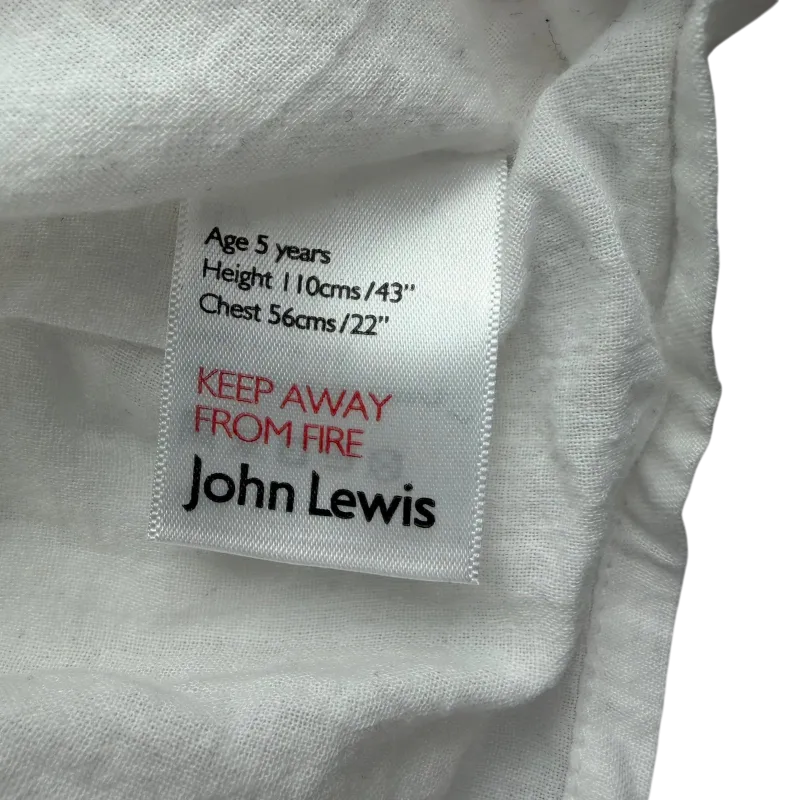 Age 5 years
Height 110cms/43"
Chest 56cms/22"
KEEP AWAY
FROM FIRE
John Lewis